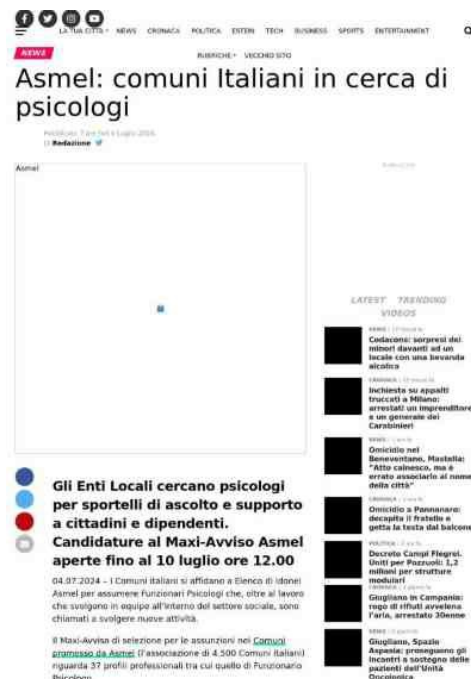 LA TUA CITTÀ NEWS CRONACA POLITICA ESTERI TECH BUSINESS SPORTS ENTERTAINMENT
NEWS
RUBRICHE VECCHIO SITO
Asmel: comuni Italiani in cerca di
psicologi
Redazione
Asmel
LATEST TRENDING
VIDEOS
NEWS
Codacons: sorpresi dei
minori davanti ad un
locale con una bevanda
alcolica
CRONACA
Inchiesta su appalti
truccati a Milano:
arrestati un imprenditore
e un generale dei
Carabinieri
NEWS
Omicidio nel
Beneventano, Mastella:
"Atto cainesco, ma è
errato associarlo al nome
della città"
CRONACA
Omicidio a Pannarano:
decapita il fratello e
getta la testa dal balcone
POLITICA
Decreto Campi Flegrei.
Uniti per Pozzuoli: 1,2
milioni per strutture
modulari
CRONACA
Giugliano in Campania:
rogo di rifiuti avvelena
l'aria, arrestato 30enne
NEWS
Giugliano, Spazio
Aspasia: proseguono gli
incontri a sostegno delle
pazienti dell'Unità
Oncologica
Gli Enti Locali cercano psicologi
per sportelli di ascolto e supporto
a cittadini e dipendenti.
Candidature al Maxi-Avviso Asmel
aperte fino al 10 luglio ore 12.00
04.07.2024 – I Comuni italiani si affidano a Elenco di idonei
Asmel per assumere Funzionari Psicologi che, oltre al lavoro
che svolgono in equipe all'interno del settore sociale, sono
chiamati a svolgere nuove attività.
Il Maxi-Avviso di selezione per le assunzioni nei Comuni
promosso da Asmel (l'associazione di 4.500 Comuni italiani)
riguarda 37 profili professionali tra cui quello di Funzionario
Psicologo